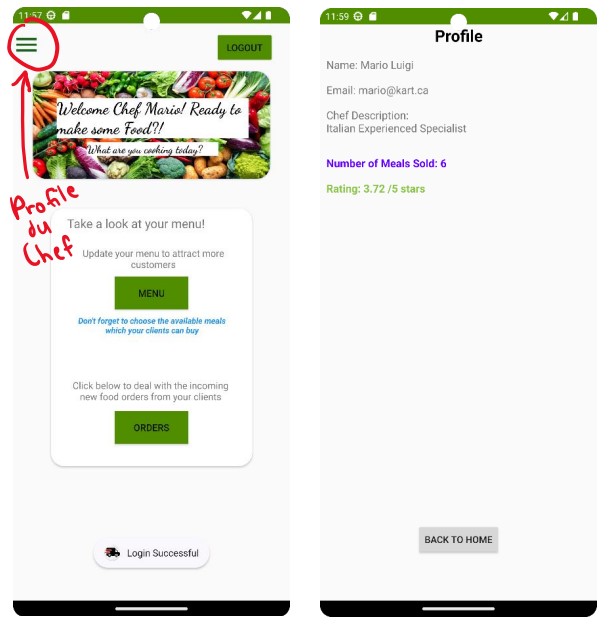 11:57
LOGOUT
Welcome Chef Mario! Ready to
make some Food?!
What are you cooking today?
Profile
du
Chef
Take a look at your menu!
Update your menu to attract more
customers
MENU
Don't forget to choose the available meals
which your clients can buy
Click below to deal with the incoming
new food orders from your clients
ORDERS
Login Successful
11:59
Profile
Name: Mario Luigi
Email: mario@kart.ca
Chef Description:
Italian Experienced Specialist
Number of Meals Sold: 6
Rating: 3.72 /5 stars
BACK TO HOME